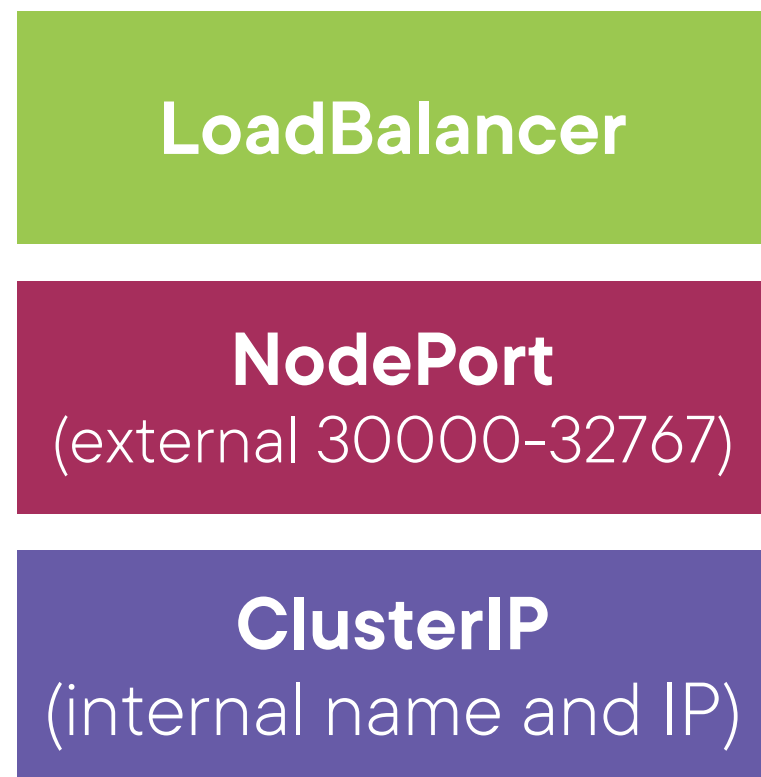 LoadBalancer
NodePort
(external 30000-32767)
ClusterIP
(internal name and IP)